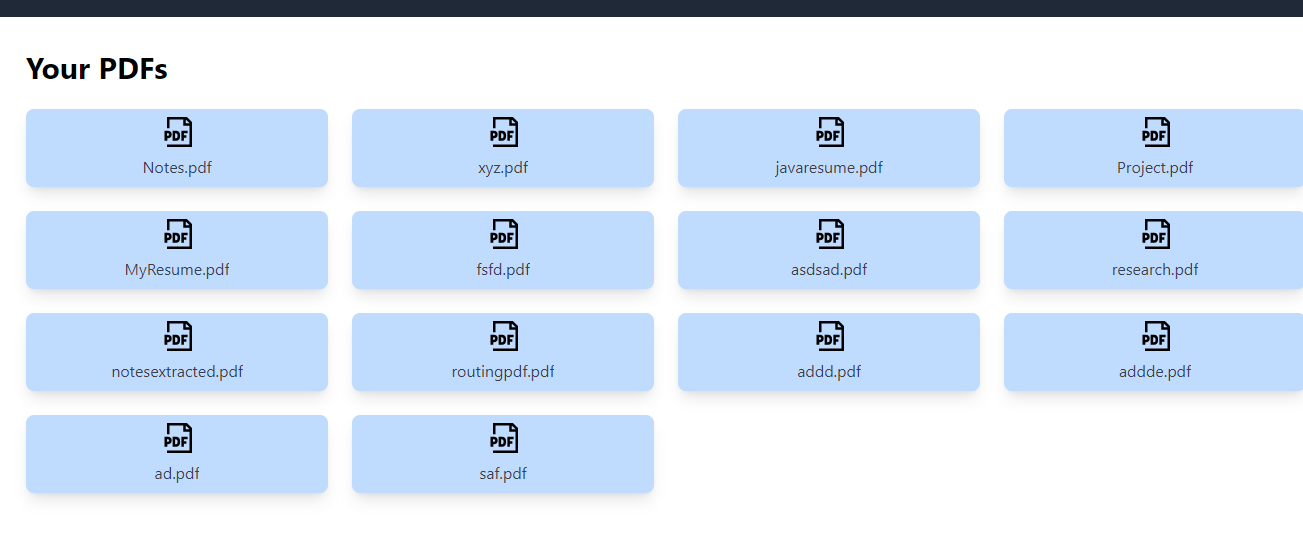 Your PDFs
PDF PDF PDF PDF
Notes.pdf xyz.pdf javaresume.pdf Project.pdf
PDF PDF PDF PDF
MyResume.pdf fsfd.pdf asdsad.pdf research.pdf
PDF PDF PDF PDF
notesextracted.pdf routingpdf.pdf addd.pdf addde.pdf
PDF PDF
ad.pdf saf.pdf